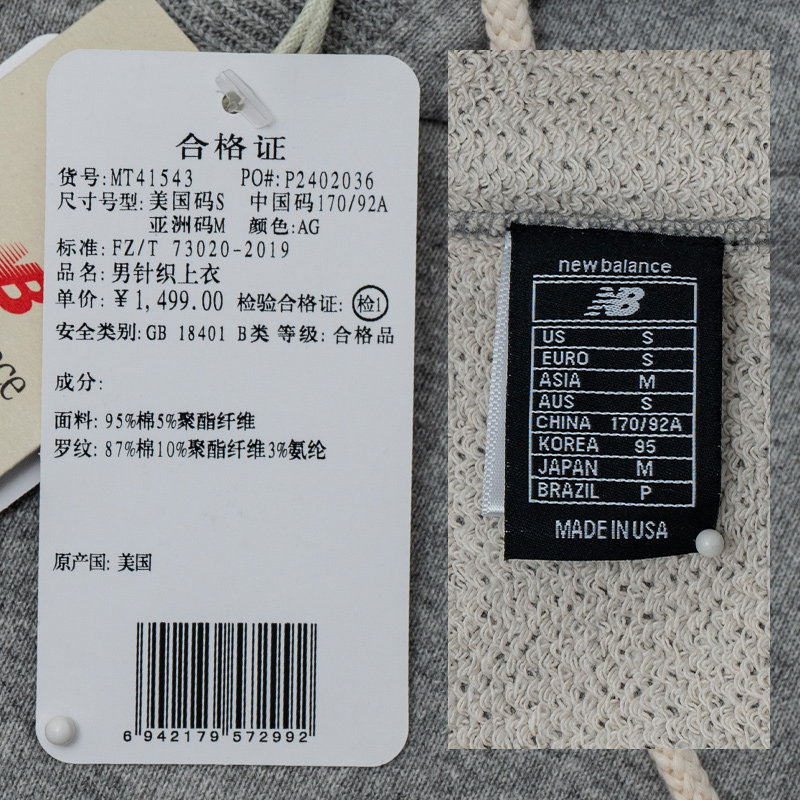 合格证
货号:MT41543 PO#:P2402036
尺寸号型:美国码S 中国码170/92A
亚洲码M 颜色:AG
标准:FZ/T 73020-2019
品名:男针织上衣
单价:¥1,499.00 检验合格证:检1
安全类别:GB 18401 B类 等级:合格品
成分:
面料:95%棉5%聚酯纤维
罗纹:87%棉10%聚酯纤维3%氨纶
原产国:美国
6 942179 572992
new balance
NB
US S
EURO S
ASIA M
AUS S
CHINA 170/92A
KOREA 95
JAPAN M
BRAZIL P
MADE IN USA